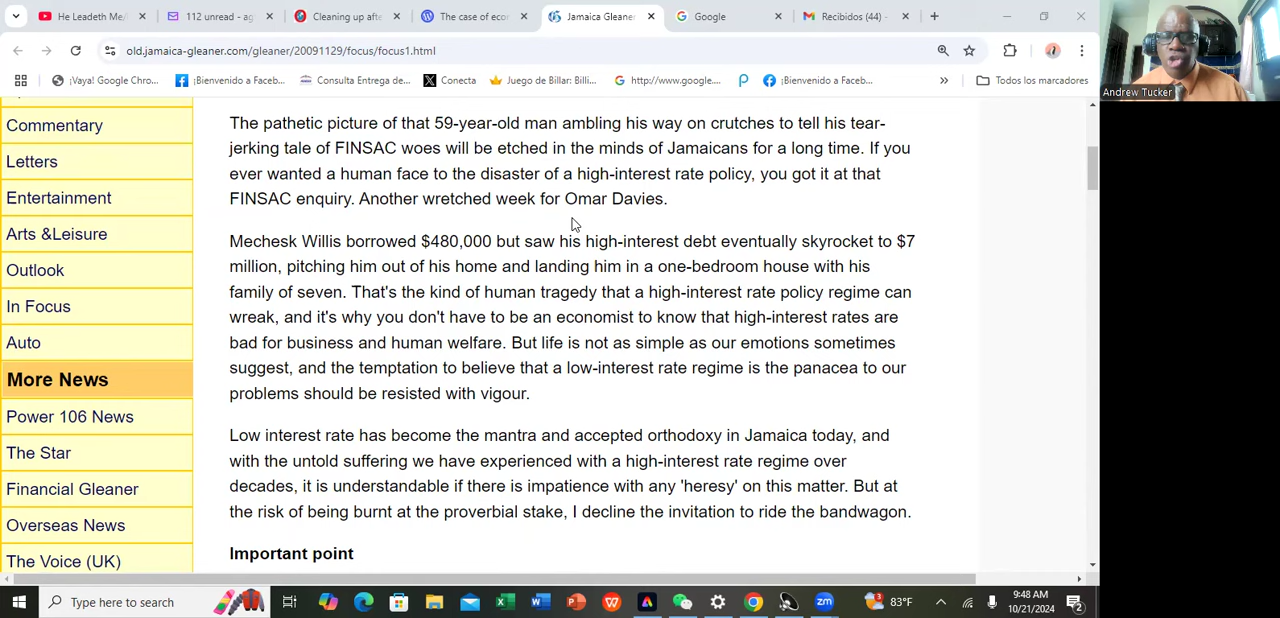 He Leadeth Me/
112 unread - ag
Cleaning up afte
The case of econ
Jamaica Gleaner
Google
Recibidos (44) -
old.jamaica-gleaner.com/gleaner/20091129/focus/focus1.html
¡Vaya! Google Chro...
¡Bienvenido a Faceb...
Consulta Entrega de...
Conecta
Juego de Billar: Billi...
http://www.google....
¡Bienvenido a Faceb...
»
Todos los marcadores
Andrew Tucker
Commentary
Letters
Entertainment
Arts &Leisure
Outlook
In Focus
Auto
More News
Power 106 News
The Star
Financial Gleaner
Overseas News
The Voice (UK)
The pathetic picture of that 59-year-old man ambling his way on crutches to tell his tear-
jerking tale of FINSAC woes will be etched in the minds of Jamaicans for a long time. If you
ever wanted a human face to the disaster of a high-interest rate policy, you got it at that
FINSAC enquiry. Another wretched week for Omar Davies.
Mechesk Willis borrowed $480,000 but saw his high-interest debt eventually skyrocket to $7
million, pitching him out of his home and landing him in a one-bedroom house with his
family of seven. That's the kind of human tragedy that a high-interest rate policy regime can
wreak, and it's why you don't have to be an economist to know that high-interest rates are
bad for business and human welfare. But life is not as simple as our emotions sometimes
suggest, and the temptation to believe that a low-interest rate regime is the panacea to our
problems should be resisted with vigour.
Low interest rate has become the mantra and accepted orthodoxy in Jamaica today, and
with the untold suffering we have experienced with a high-interest rate regime over
decades, it is understandable if there is impatience with any 'heresy' on this matter. But at
the risk of being burnt at the proverbial stake, I decline the invitation to ride the bandwagon.
Important point
Type here to search
83°F
9:48 AM
10/21/2024